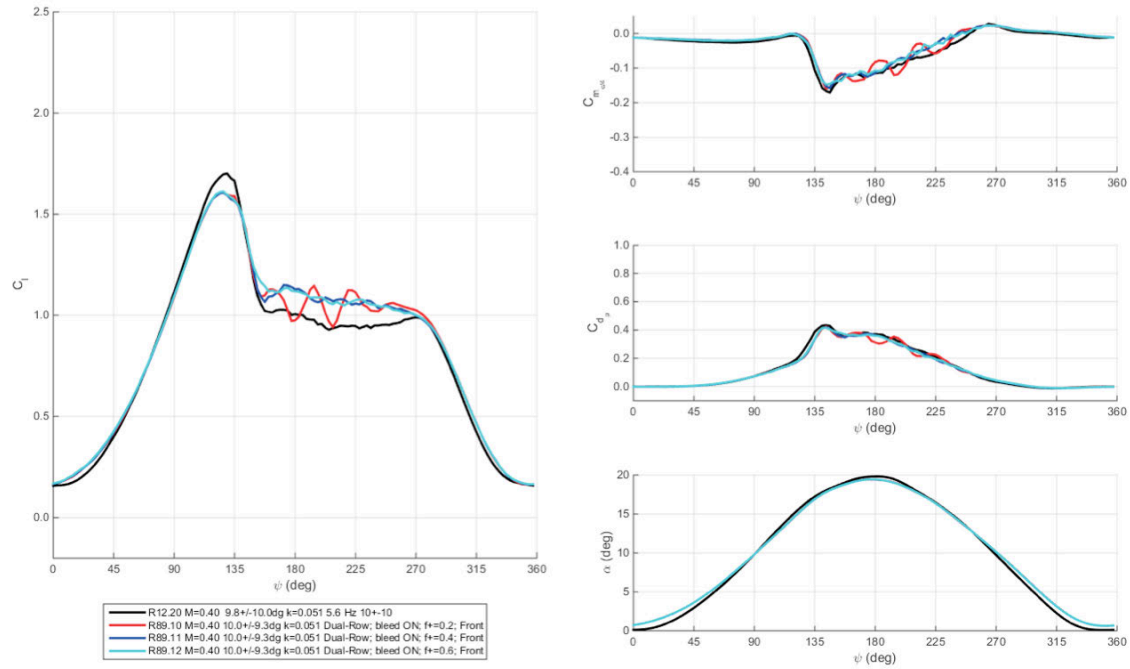 2.5
2.0
1.5
1.0
0.5
0.0
C_l
0 45 90 135 180 225 270 315 360
ψ (deg)
R12.20 M=0.40 9.8+/-10.0dg k=0.051 5.6 Hz 10+-10
R89.10 M=0.40 10.0+/-9.3dg k=0.051 Dual-Row; bleed ON; f+=0.2; Front
R89.11 M=0.40 10.0+/-9.3dg k=0.051 Dual-Row; bleed ON; f+=0.4; Front
R89.12 M=0.40 10.0+/-9.3dg k=0.051 Dual-Row; bleed ON; f+=0.6; Front
0.0
-0.1
-0.2
-0.3
-0.4
C_m
0 45 90 135 180 225 270 315 360
ψ (deg)
1.0
0.8
0.6
0.4
0.2
0.0
C_d_p
0 45 90 135 180 225 270 315 360
ψ (deg)
20
15
10
5
0
α (deg)
0 45 90 135 180 225 270 315 360
ψ (deg)